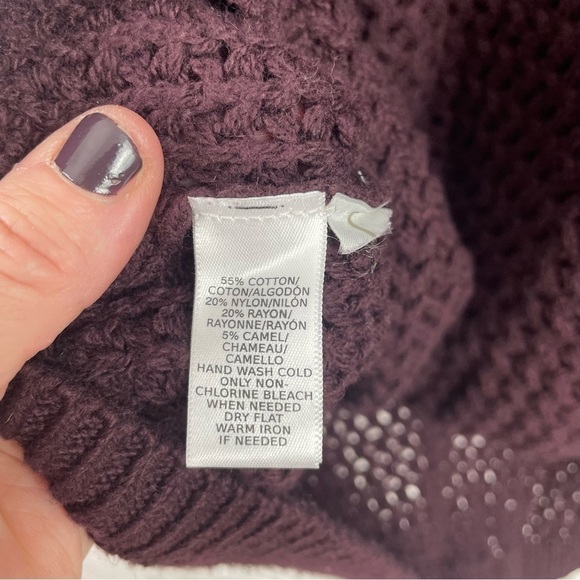 55% COTTON/
COTON/ALGODÓN
20% NYLON/NILÓN
20% RAYON/
RAYONNE/RAYÓN
5% CAMEL/
CHAMEAU/
CAMELLO
HAND WASH COLD
ONLY NON-
CHLORINE BLEACH
WHEN NEEDED
DRY FLAT
WARM IRON
IF NEEDED